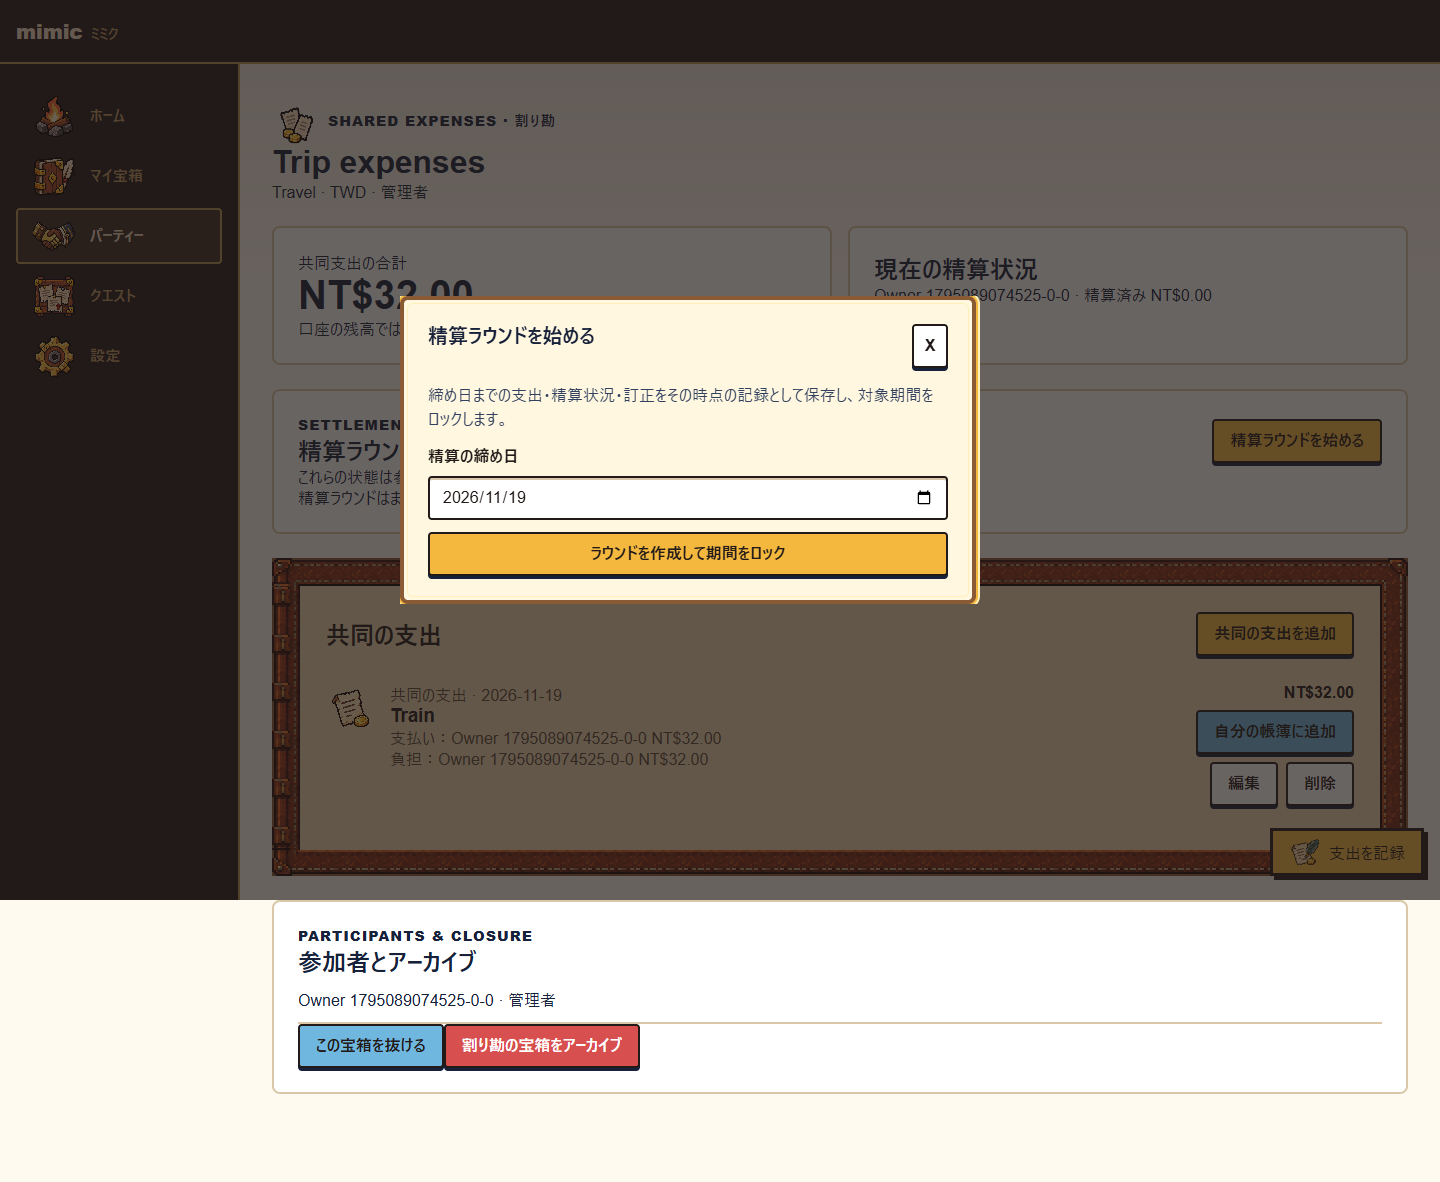 mimic ミミク
ホーム
マイ宝箱
パーティー
クエスト
設定
SHARED EXPENSES · 割り勘
Trip expenses
Travel · TWD · 管理者
共同支出の合計
NT$32.00
口座の残高では
現在の精算状況
Owner 1795089074525-0-0 · 精算済み NT$0.00
精算ラウンドを始める
X
締め日までの支出・精算状況・訂正をその時点の記録として保存し、対象期間を
ロックします。
精算の締め日
2026/11/19
ラウンドを作成して期間をロック
SETTLEMEN
精算ラウン
これらの状態は
精算ラウンドはま
精算ラウンドを始める
共同の支出
共同の支出を追加
共同の支出 · 2026-11-19
Train
支払い：Owner 1795089074525-0-0 NT$32.00
負担：Owner 1795089074525-0-0 NT$32.00
NT$32.00
自分の帳簿に追加
編集
削除
支出を記録
PARTICIPANTS & CLOSURE
参加者とアーカイブ
Owner 1795089074525-0-0 · 管理者
この宝箱を抜ける
割り勘の宝箱をアーカイブ